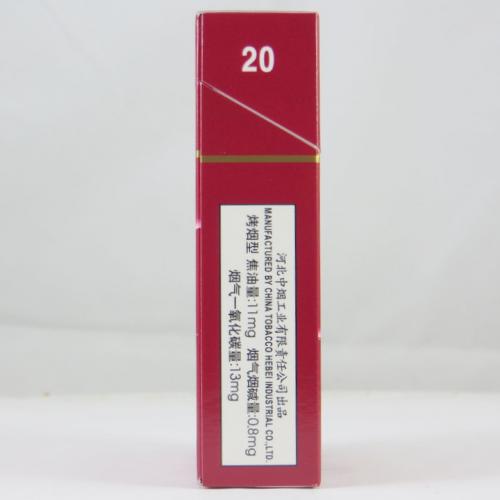 20
河北中烟工业有限責任公司出品
MANUFACTURED BY CHINA TOBACCO HEBEI INDUSTRIAL CO.,LTD.
烤烟型 焦油量:11mg 烟气烟碱量:0.8mg
烟气一氧化碳量:13mg